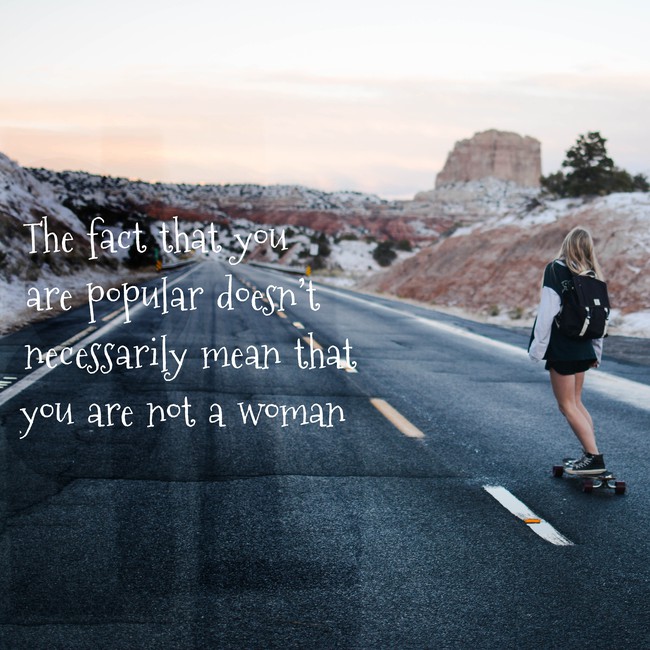 The fact that you
are popular doesn't
necessarily mean that
you are not a woman